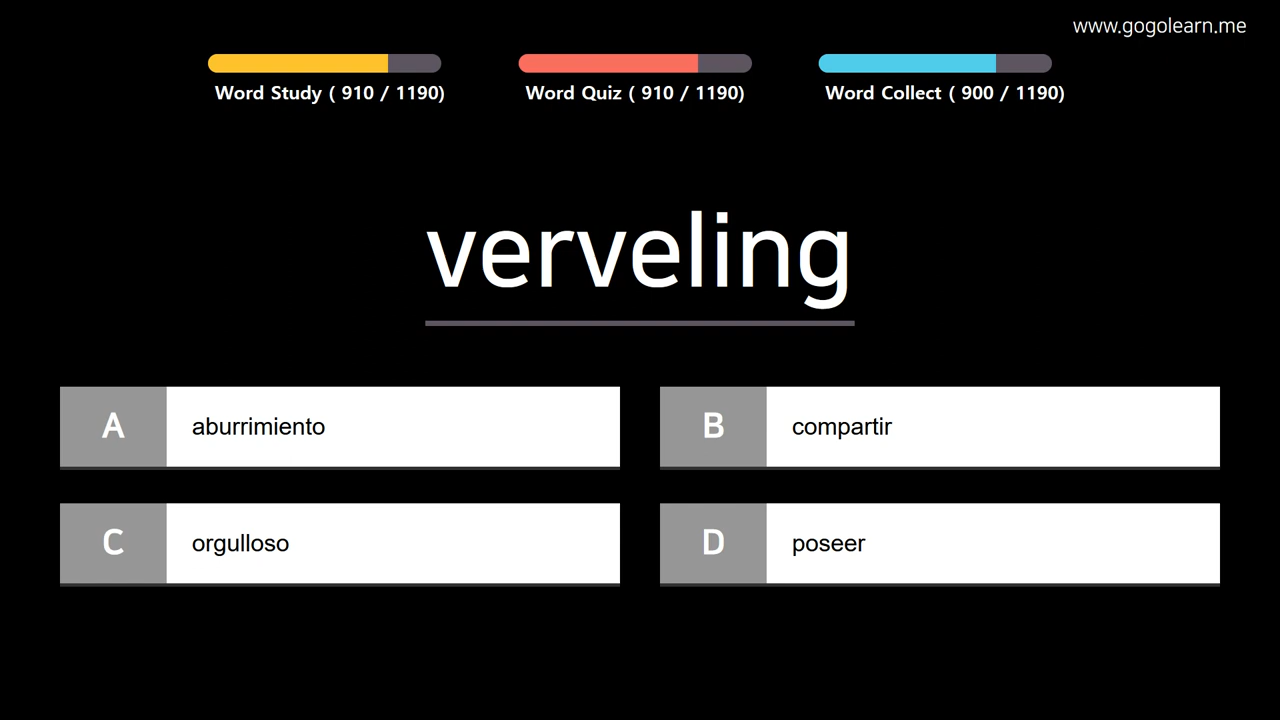 www.gogolearn.me
Word Study ( 910 / 1190)
Word Quiz ( 910 / 1190)
Word Collect ( 900 / 1190)
verveling
A aburrimiento
B compartir
C orgulloso
D poseer